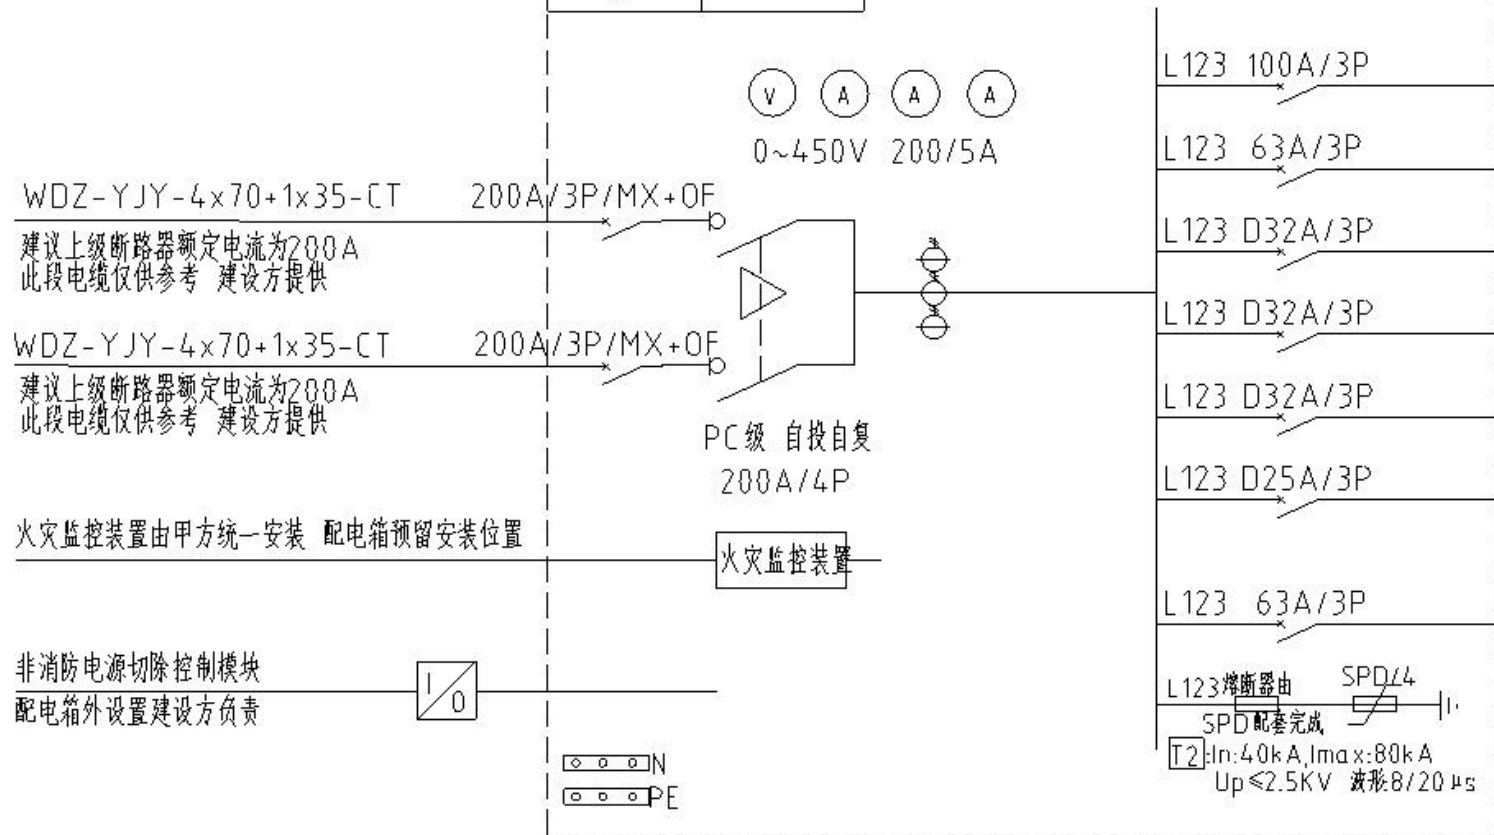 V A A A
0~450V 200/5A
WDZ-YJY-4x70+1x35-CT
200A/3P/MX+OF
建议上级断路器额定电流为200A
此段电缆仅供参考 建设方提供
WDZ-YJY-4x70+1x35-CT
200A/3P/MX+OF
建议上级断路器额定电流为200A
此段电缆仅供参考 建设方提供
PC级 自投自复
200A/4P
火灾监控装置由甲方统一安装 配电箱预留安装位置
火灾监控装置
非消防电源切除控制模块
配电箱外设置建设方负责
I/O
N
PE
L123 100A/3P
L123 63A/3P
L123 D32A/3P
L123 D32A/3P
L123 D32A/3P
L123 D25A/3P
L123 63A/3P
L123 熔断器由
SPD配套完成
SPD/4
T2:In:40kA,Imax:80kA
Up≤2.5KV 波形:8/20μs